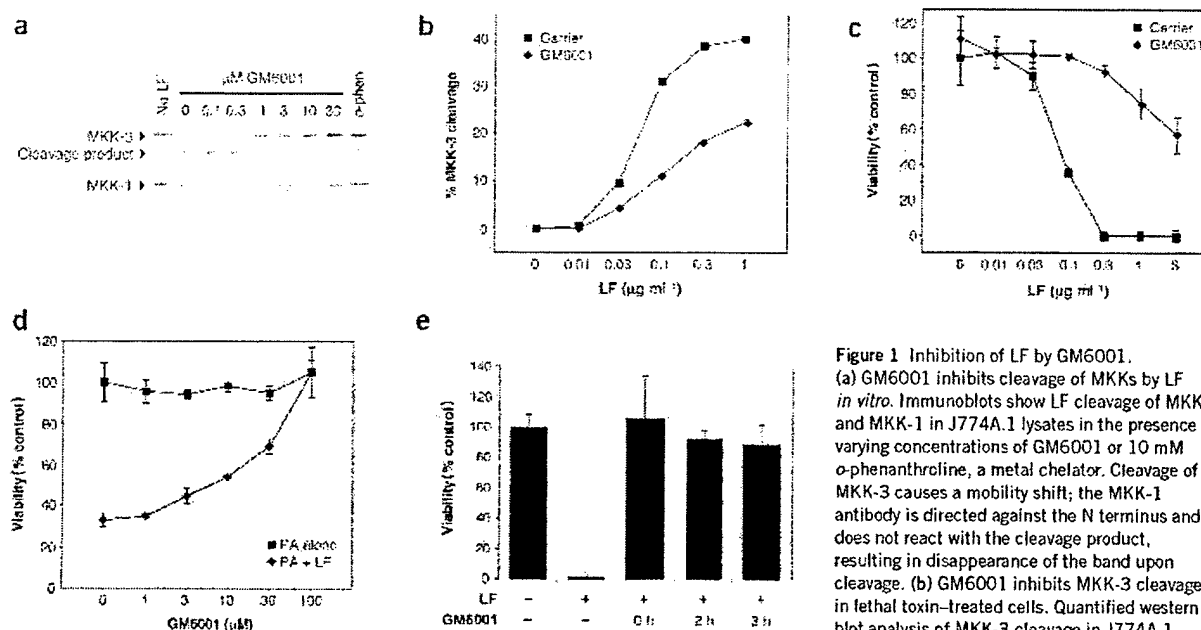 a
No LF
µM GM6001
0 0.1 0.3 1 3 10 30
o-phen
MKK-3
Cleavage product
MKK-1
b
Carrier
GM6001
% MKK-3 cleavage
40
30
20
10
0
0 0.01 0.03 0.1 0.3 1
LF (µg ml⁻¹)
c
Carrier
GM6001
Viability (% control)
120
100
80
60
40
20
0
0 0.01 0.03 0.1 0.3 1
LF (µg ml⁻¹)
d
Viability (% control)
120
100
80
60
40
20
0
PA alone
PA + LF
0 1 3 10 30 100
GM6001 (µM)
e
Viability (% control)
140
120
100
80
60
40
20
0
LF – + + + +
GM6001 – – 0 h 2 h 3 h
Figure 1 Inhibition of LF by GM6001.
(a) GM6001 inhibits cleavage of MKKs by LF
in vitro. Immunoblots show LF cleavage of MKK
and MKK-1 in J774A.1 lysates in the presence
varying concentrations of GM6001 or 10 mM
o-phenanthroline, a metal chelator. Cleavage of
MKK-3 causes a mobility shift; the MKK-1
antibody is directed against the N terminus and
does not react with the cleavage product,
resulting in disappearance of the band upon
cleavage. (b) GM6001 inhibits MKK-3 cleavage
in lethal toxin–treated cells. Quantified western
blot analysis of MKK-3 cleavage in J774A.1